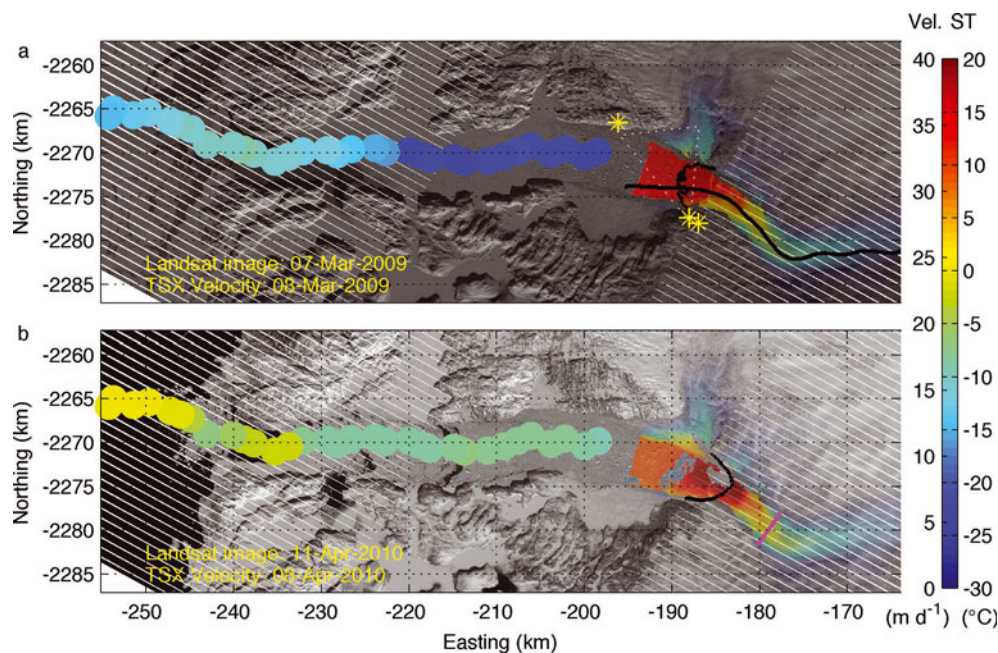 Vel. ST
a
-2260
-2265
-2270
-2275
-2280
-2285
Northing (km)
Landsat image: 07-Mar-2009
TSX Velocity: 08-Mar-2009
40 20
35 15
30 10
25 5
20 0
15 -5
10 -10
5 -15
0 -20
-25
-30
(m d⁻¹) (°C)
b
-2260
-2265
-2270
-2275
-2280
-2285
Northing (km)
Landsat image: 11-Apr-2010
TSX Velocity: 08-Apr-2010
-250 -240 -230 -220 -210 -200 -190 -180 -170
Easting (km)